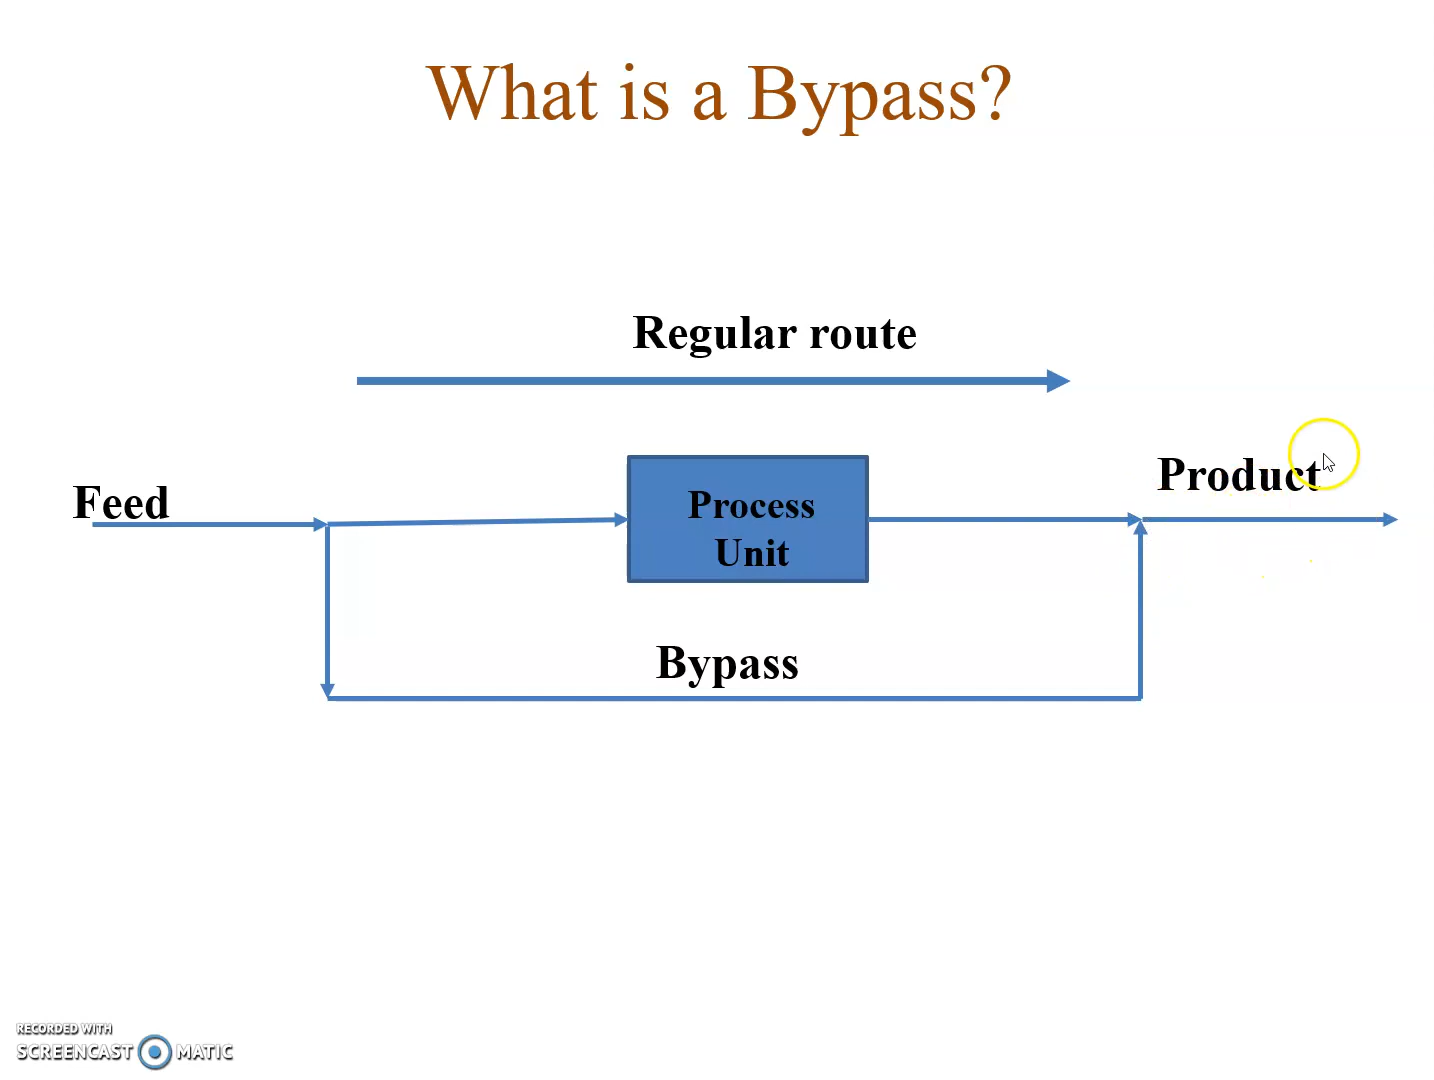 What is a Bypass?
Regular route
Feed
Process
Unit
Product
Bypass
RECORDED WITH
SCREENCAST MATIC